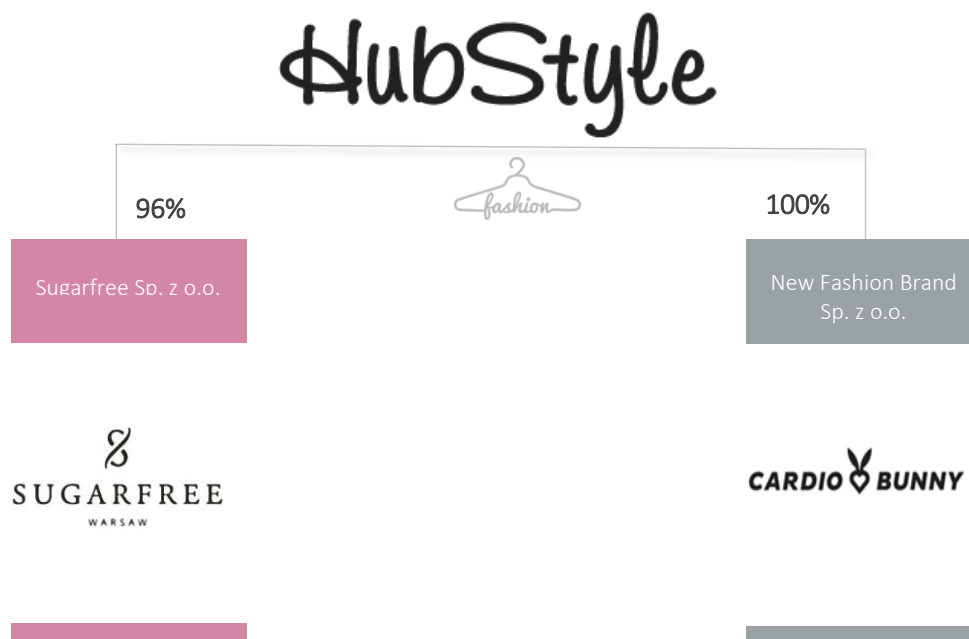 HubStyle
fashion
96%
100%
Sugarfree Sp. z o.o.
New Fashion Brand
Sp. z o.o.
SUGARFREE
WARSAW
CARDIO BUNNY